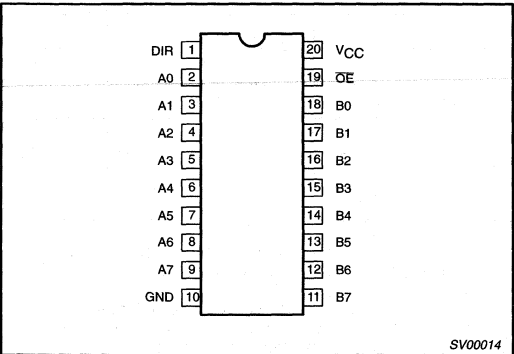 DIR 1 20 VCC
A0 2 19 OE
A1 3 18 B0
A2 4 17 B1
A3 5 16 B2
A4 6 15 B3
A5 7 14 B4
A6 8 13 B5
A7 9 12 B6
GND 10 11 B7
SV00014